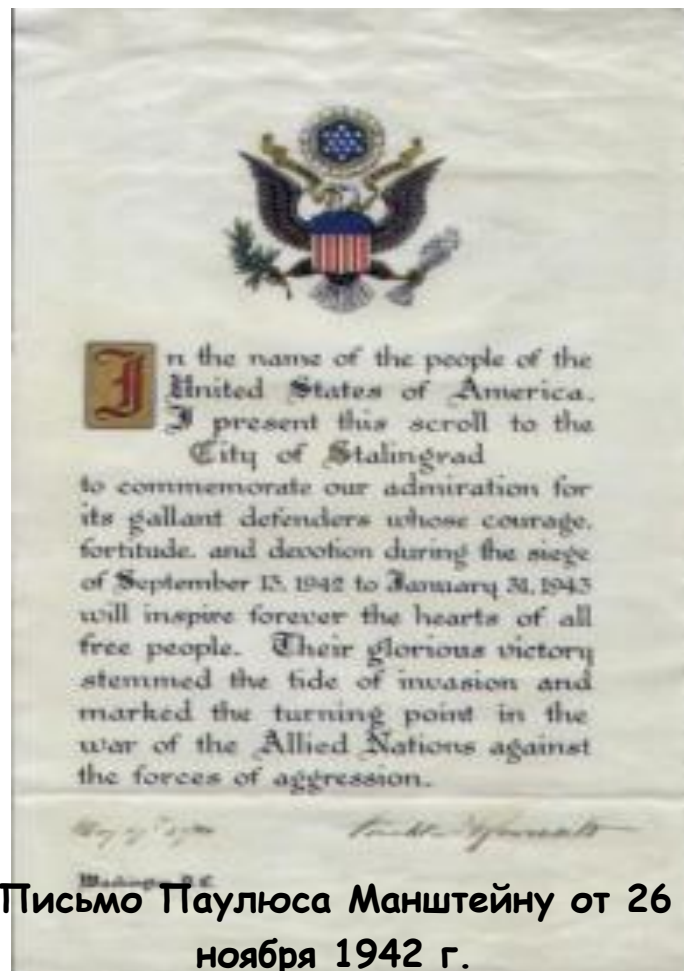 In the name of the people of the
United States of America,
I present this scroll to the
City of Stalingrad
to commemorate our admiration for
its gallant defenders whose courage,
fortitude, and devotion during the siege
of September 13, 1942 to January 31, 1943
will inspire forever the hearts of all
free people. Their glorious victory
stemmed the tide of invasion and
marked the turning point in the
war of the Allied Nations against
the forces of aggression.
Washington, D.C.
Письмо Паулюса Манштейну от 26
ноября 1942 г.